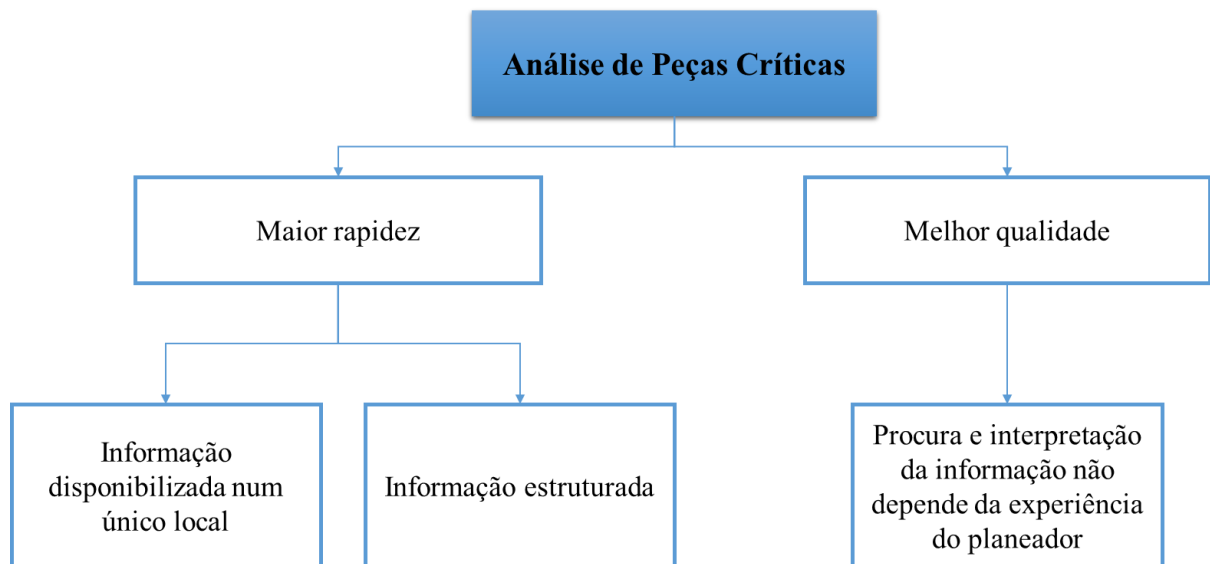 Análise de Peças Críticas
Maior rapidez
Melhor qualidade
Informação
disponibilizada num
único local
Informação estruturada
Procura e interpretação
da informação não
depende da experiência
do planeador